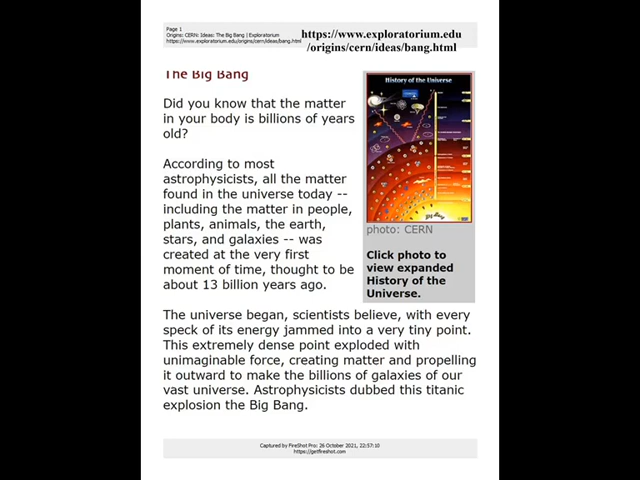 Page 1
Origins: CERN: Ideas: The Big Bang | Exploratorium
https://www.exploratorium.edu/origins/cern/ideas/bang.html
https://www.exploratorium.edu
/origins/cern/ideas/bang.html
The Big Bang
Did you know that the matter
in your body is billions of years
old?
According to most
astrophysicists, all the matter
found in the universe today --
including the matter in people,
plants, animals, the earth,
stars, and galaxies -- was
created at the very first
moment of time, thought to be
about 13 billion years ago.
History of the Universe
Big Bang
photo: CERN
Click photo to
view expanded
History of the
Universe.
The universe began, scientists believe, with every
speck of its energy jammed into a very tiny point.
This extremely dense point exploded with
unimaginable force, creating matter and propelling
it outward to make the billions of galaxies of our
vast universe. Astrophysicists dubbed this titanic
explosion the Big Bang.
Captured by FireShot Pro: 26 October 2021, 22:57:10
https://getfireshot.com